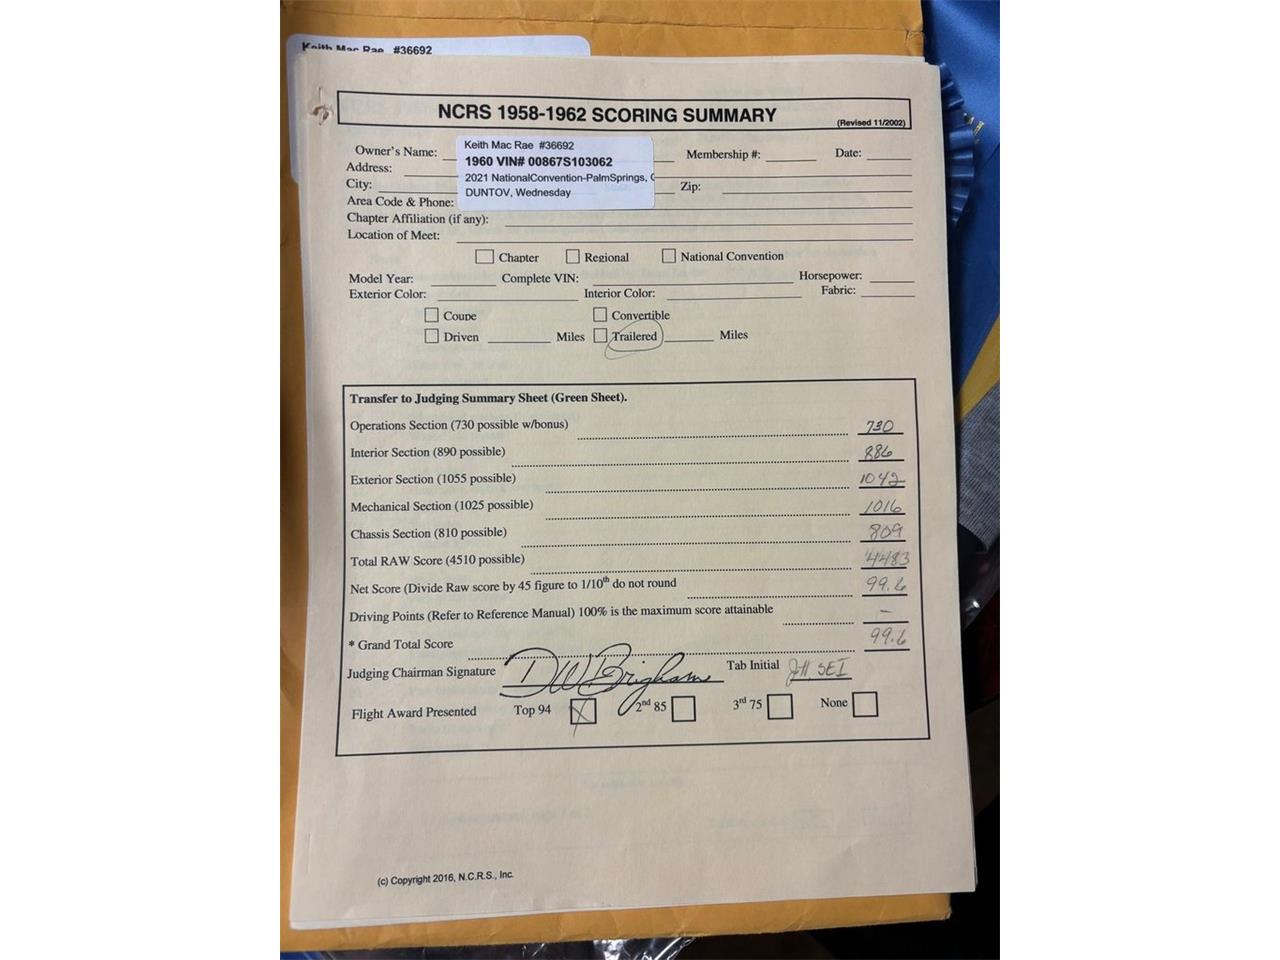 Keith Mac Rae #36692
NCRS 1958-1962 SCORING SUMMARY
(Revised 11/2002)
Owner's Name: Membership #: Date:
Keith Mac Rae #36692
1960 VIN# 00867S103062
2021 NationalConvention-PalmSprings,
DUNTOV, Wednesday
Address:
City: Zip:
Area Code & Phone:
Chapter Affiliation (if any):
Location of Meet:
Chapter Regional National Convention
Model Year: Complete VIN: Horsepower:
Exterior Color: Interior Color: Fabric:
Coupe Convertible
Driven Miles Trailered Miles
Transfer to Judging Summary Sheet (Green Sheet).
Operations Section (730 possible w/bonus) 730
Interior Section (890 possible) 886
Exterior Section (1055 possible) 1042
Mechanical Section (1025 possible) 1016
Chassis Section (810 possible) 809
Total RAW Score (4510 possible) 4483
Net Score (Divide Raw score by 45 figure to 1/10th do not round 99.6
Driving Points (Refer to Reference Manual) 100% is the maximum score attainable -
* Grand Total Score 99.6
Judging Chairman Signature DW Brigham Tab Initial JH SEI
Flight Award Presented Top 94 X 2nd 85 3rd 75 None
(c) Copyright 2016, N.C.R.S., Inc.